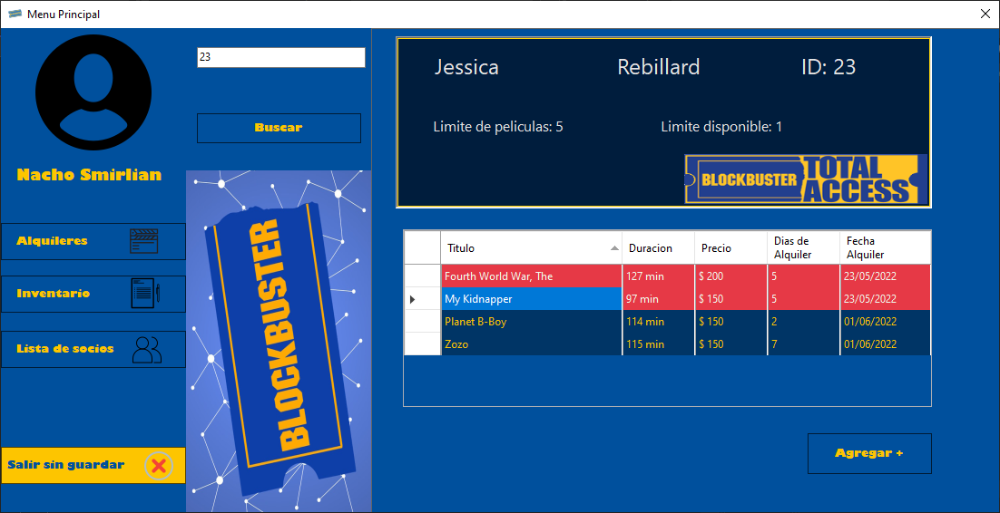 Menu Principal
23
Buscar
Nacho Smirlian
Alquileres
Inventario
Lista de socios
Salir sin guardar
BLOCKBUSTER
Jessica Rebillard ID: 23
Limite de peliculas: 5 Limite disponible: 1
BLOCKBUSTER TOTAL ACCESS
Titulo Duracion Precio Dias de Alquiler Fecha Alquiler
Fourth World War, The 127 min $ 200 5 23/05/2022
My Kidnapper 97 min $ 150 5 23/05/2022
Planet B-Boy 114 min $ 150 2 01/06/2022
Zozo 115 min $ 150 7 01/06/2022
Agregar +